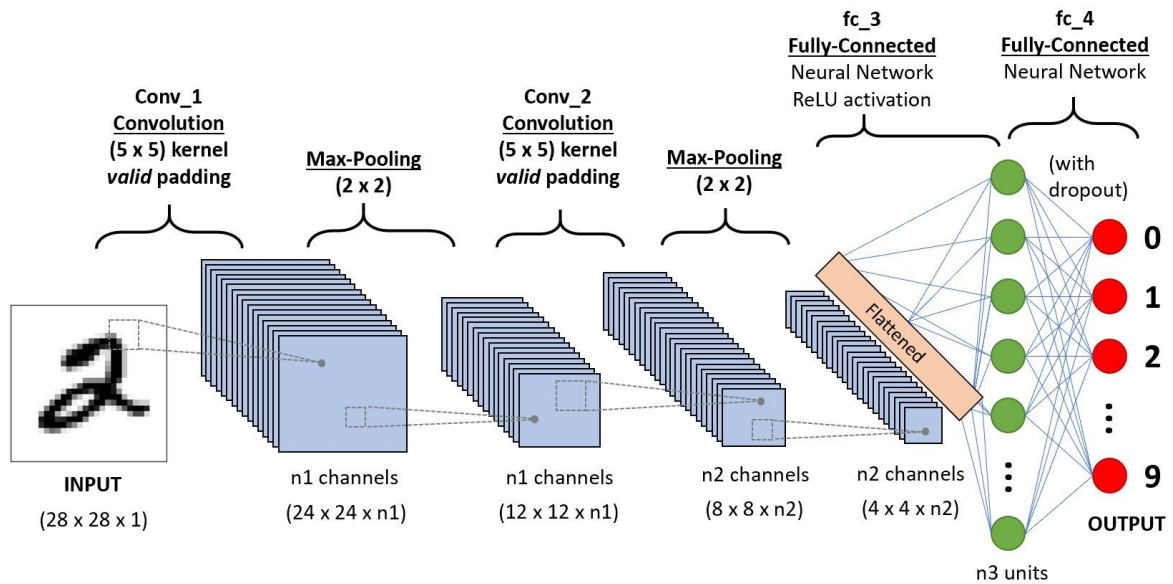 fc_3
Fully-Connected
Neural Network
ReLU activation
fc_4
Fully-Connected
Neural Network
Conv_1
Convolution
(5 x 5) kernel
valid padding
Max-Pooling
(2 x 2)
Conv_2
Convolution
(5 x 5) kernel
valid padding
Max-Pooling
(2 x 2)
(with
dropout)
Flattened
0
1
2
9
INPUT
(28 x 28 x 1)
n1 channels
(24 x 24 x n1)
n1 channels
(12 x 12 x n1)
n2 channels
(8 x 8 x n2)
n2 channels
(4 x 4 x n2)
OUTPUT
n3 units
2